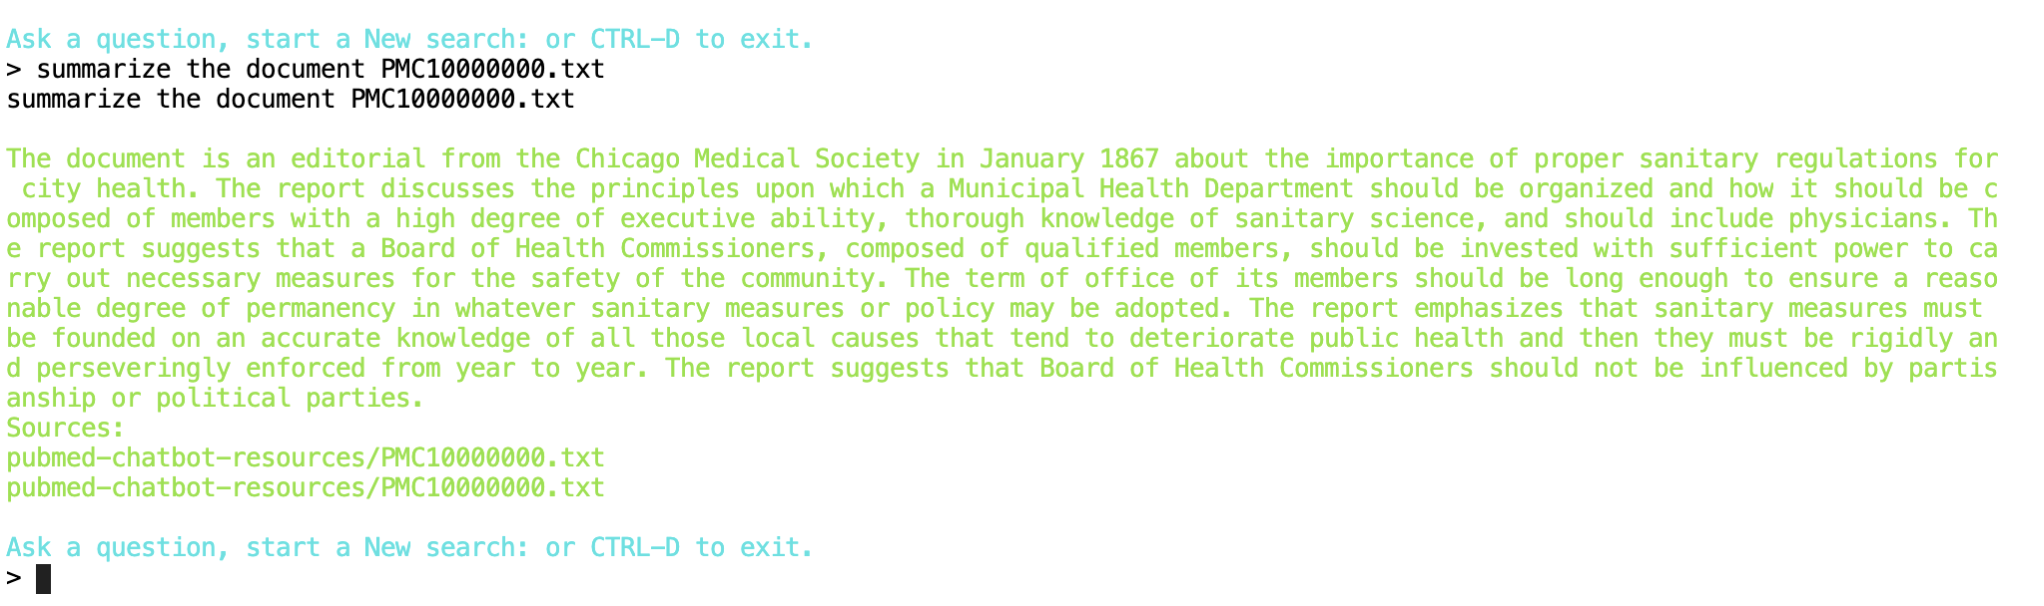 Ask a question, start a New search: or CTRL-D to exit.
> summarize the document PMC10000000.txt
summarize the document PMC10000000.txt
The document is an editorial from the Chicago Medical Society in January 1867 about the importance of proper sanitary regulations for
 city health. The report discusses the principles upon which a Municipal Health Department should be organized and how it should be c
omposed of members with a high degree of executive ability, thorough knowledge of sanitary science, and should include physicians. Th
e report suggests that a Board of Health Commissioners, composed of qualified members, should be invested with sufficient power to ca
rry out necessary measures for the safety of the community. The term of office of its members should be long enough to ensure a reaso
nable degree of permanency in whatever sanitary measures or policy may be adopted. The report emphasizes that sanitary measures must
be founded on an accurate knowledge of all those local causes that tend to deteriorate public health and then they must be rigidly an
d perseveringly enforced from year to year. The report suggests that Board of Health Commissioners should not be influenced by partis
anship or political parties.
Sources:
pubmed-chatbot-resources/PMC10000000.txt
pubmed-chatbot-resources/PMC10000000.txt
Ask a question, start a New search: or CTRL-D to exit.
>